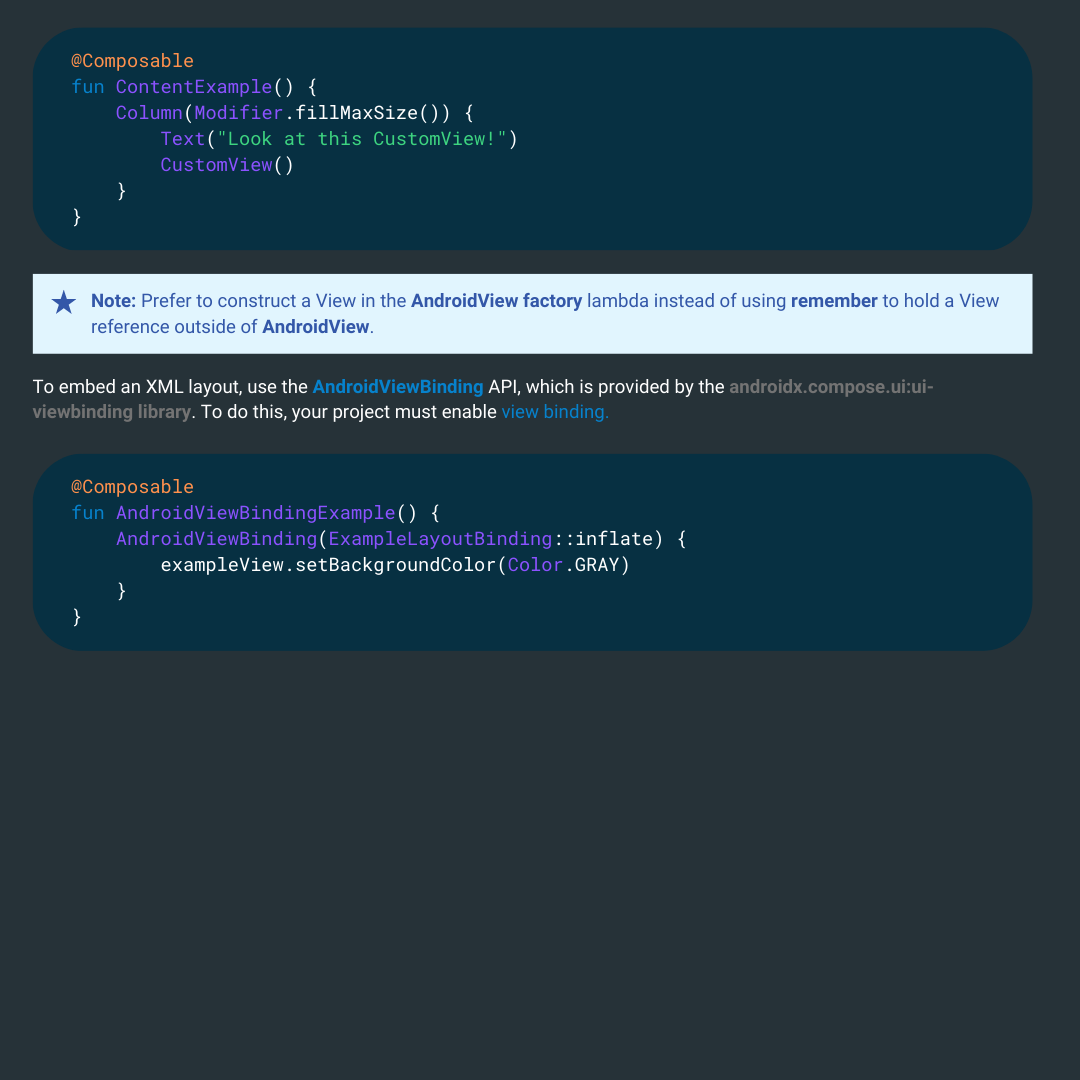 @Composable
fun ContentExample() {
    Column(Modifier.fillMaxSize()) {
        Text("Look at this CustomView!")
        CustomView()
    }
}
Note: Prefer to construct a View in the AndroidView factory lambda instead of using remember to hold a View
reference outside of AndroidView.
To embed an XML layout, use the AndroidViewBinding API, which is provided by the androidx.compose.ui:ui-
viewbinding library. To do this, your project must enable view binding.
@Composable
fun AndroidViewBindingExample() {
    AndroidViewBinding(ExampleLayoutBinding::inflate) {
        exampleView.setBackgroundColor(Color.GRAY)
    }
}